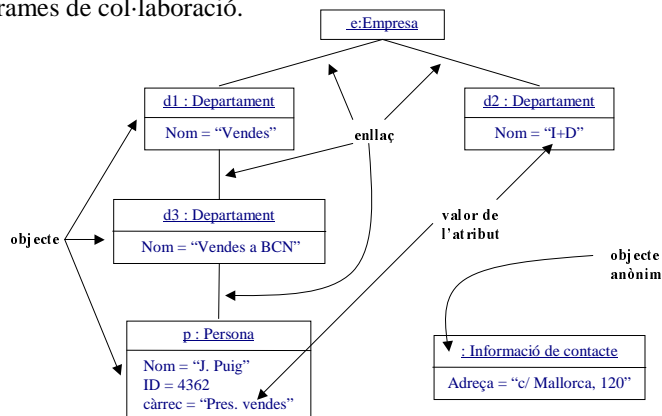 rames de col·laboració.
e:Empresa
d1 : Departament
Nom = “Vendes”
d2 : Departament
Nom = “I+D”
enllaç
d3 : Departament
Nom = “Vendes a BCN”
valor de
l’atribut
objecte
objecte
anònim
p : Persona
Nom = “J. Puig”
ID = 4362
càrrec = “Pres. vendes”
: Informació de contacte
Adreça = “c/ Mallorca, 120”